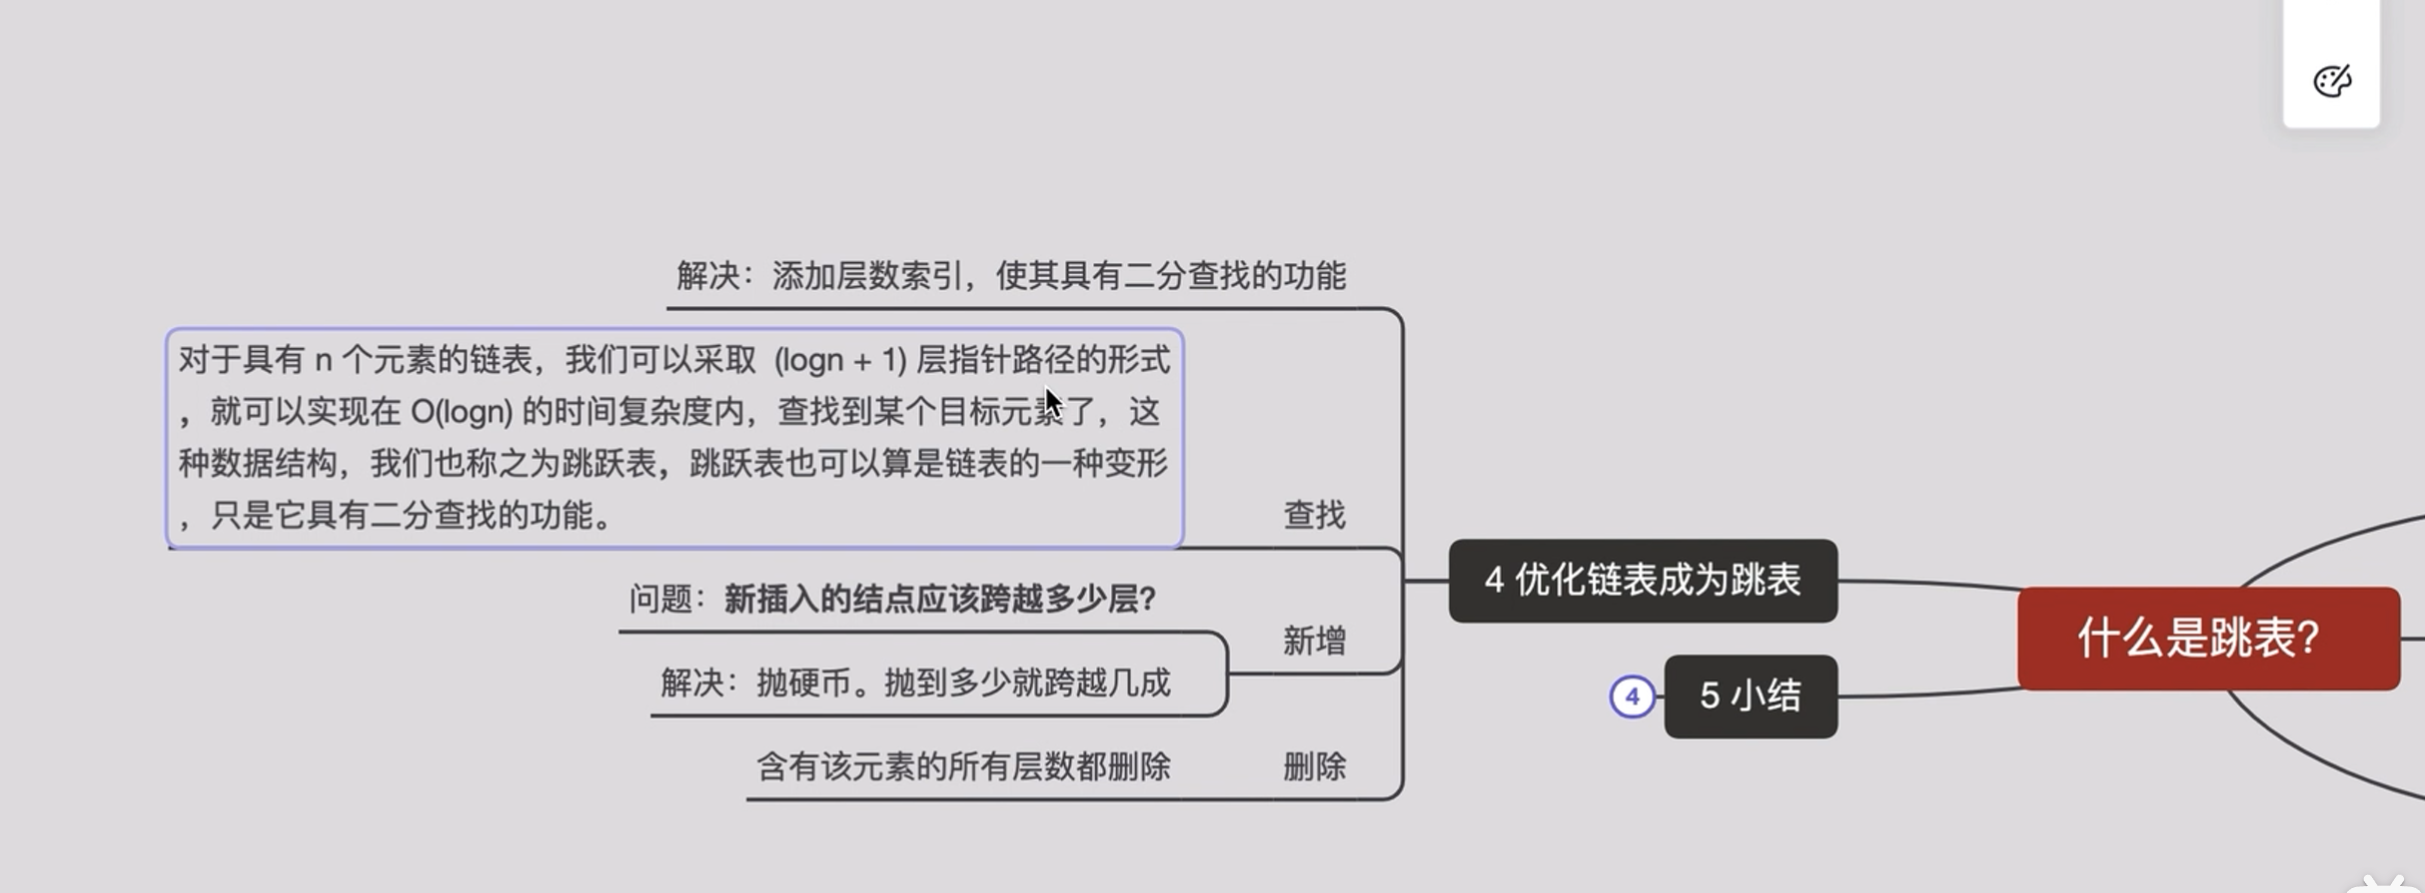 解决：添加层数索引，使其具有二分查找的功能
对于具有 n 个元素的链表，我们可以采取 (logn + 1) 层指针路径的形式
，就可以实现在 O(logn) 的时间复杂度内，查找到某个目标元素了，这
种数据结构，我们也称之为跳跃表，跳跃表也可以算是链表的一种变形
，只是它具有二分查找的功能。
查找
问题：新插入的结点应该跨越多少层?
解决：抛硬币。抛到多少就跨越几成
新增
含有该元素的所有层数都删除
删除
4 优化链表成为跳表
4
5 小结
什么是跳表?